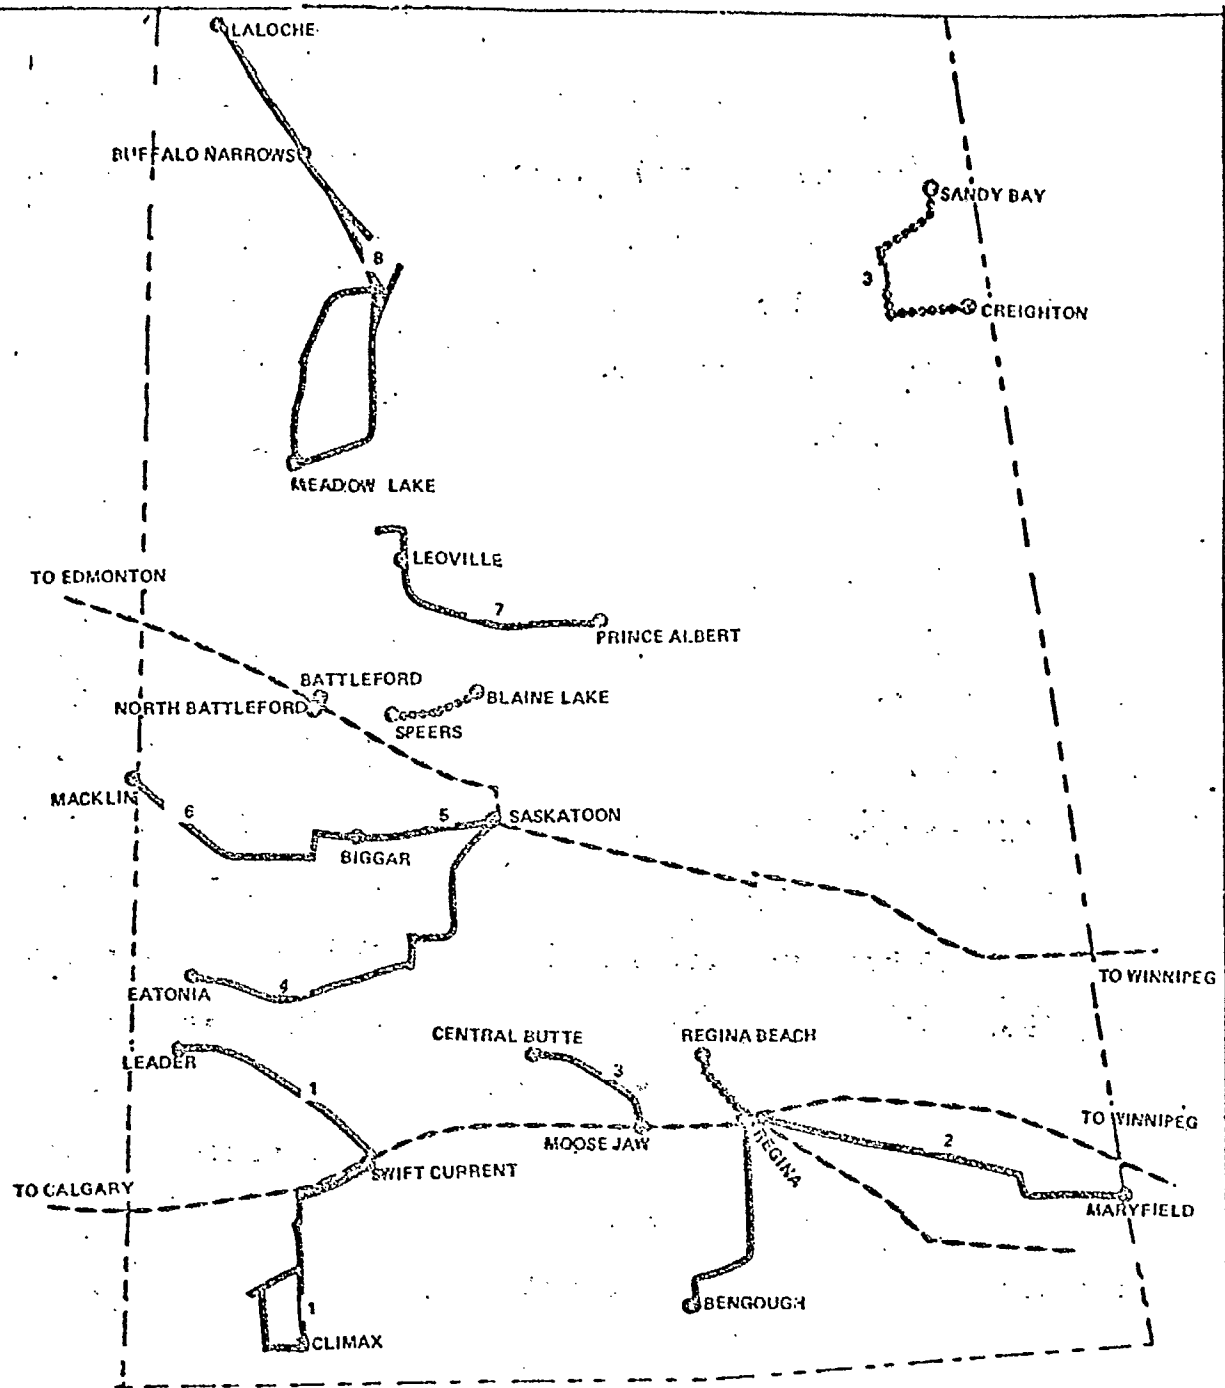 LALOCHE
BUFFALO NARROWS
SANDY BAY
8
3
CREIGHTON
MEADOW LAKE
LEOVILLE
TO EDMONTON
7
PRINCE ALBERT
BATTLEFORD
BLAINE LAKE
NORTH BATTLEFORD
SPEERS
MACKLIN
6
5
SASKATOON
BIGGAR
TO WINNIPEG
EATONIA
4
CENTRAL BUTTE
REGINA BEACH
LEADER
3
1
TO WINNIPEG
MOOSE JAW
REGINA
2
SWIFT CURRENT
TO CALGARY
MARYFIELD
1
BENGOUGH
CLIMAX